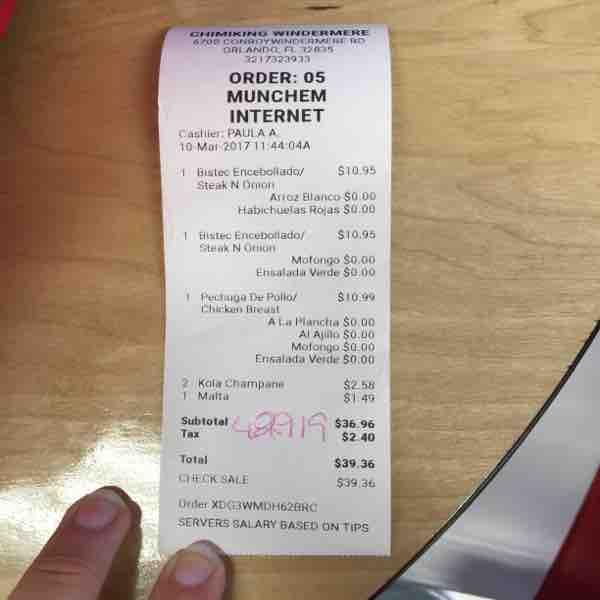 CHIMIKING WINDERMERE
6700 CONROYWINDERMERE RD
ORLANDO, FL 32835
3217323933
ORDER: 05
MUNCHEM
INTERNET
Cashier: PAULA A.
10-Mar-2017 11:44:04A
1 Bistec Encebollado/ $10.95
Steak N Onion
Arroz Blanco $0.00
Habichuelas Rojas $0.00
1 Bistec Encebollado/ $10.95
Steak N Onion
Mofongo $0.00
Ensalada Verde $0.00
1 Pechuga De Pollo/ $10.99
Chicken Breast
A La Plancha $0.00
Al Ajillo $0.00
Mofongo $0.00
Ensalada Verde $0.00
2 Kola Champane $2.58
1 Malta $1.49
Subtotal $36.96
Tax $2.40
Total $39.36
CHECK SALE $39.36
Order XDG3WMDH62BRC
SERVERS SALARY BASED ON TIPS